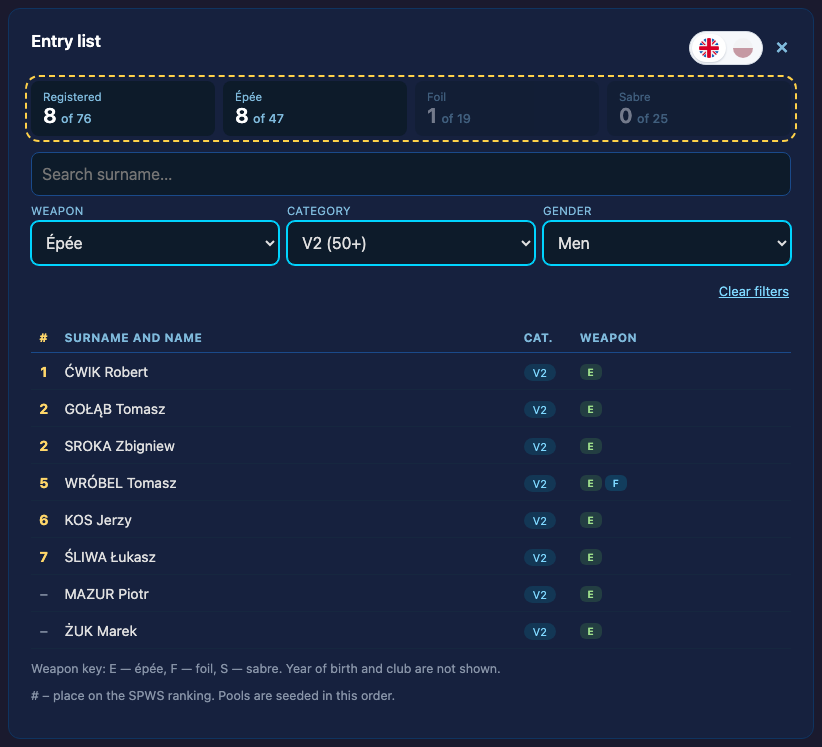 Entry list
Registered Épée Foil Sabre
8 of 76 8 of 47 1 of 19 0 of 25
Search surname...
WEAPON CATEGORY GENDER
Épée V2 (50+) Men
Clear filters
# SURNAME AND NAME CAT. WEAPON
1 ĆWIK Robert V2 E
2 GOŁĄB Tomasz V2 E
2 SROKA Zbigniew V2 E
5 WRÓBEL Tomasz V2 E F
6 KOS Jerzy V2 E
7 ŚLIWA Łukasz V2 E
– MAZUR Piotr V2 E
– ŻUK Marek V2 E
Weapon key: E — épée, F — foil, S — sabre. Year of birth and club are not shown.
# – place on the SPWS ranking. Pools are seeded in this order.